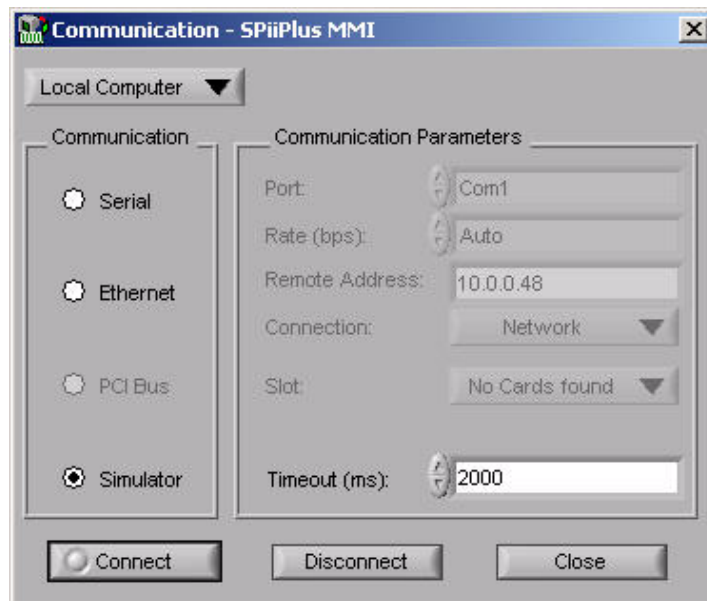 Communication - SPiiPlus MMI
Local Computer
Communication
Serial
Ethernet
PCI Bus
Simulator
Communication Parameters
Port: Com1
Rate (bps): Auto
Remote Address: 10.0.0.48
Connection: Network
Slot: No Cards found
Timeout (ms): 2000
Connect Disconnect Close